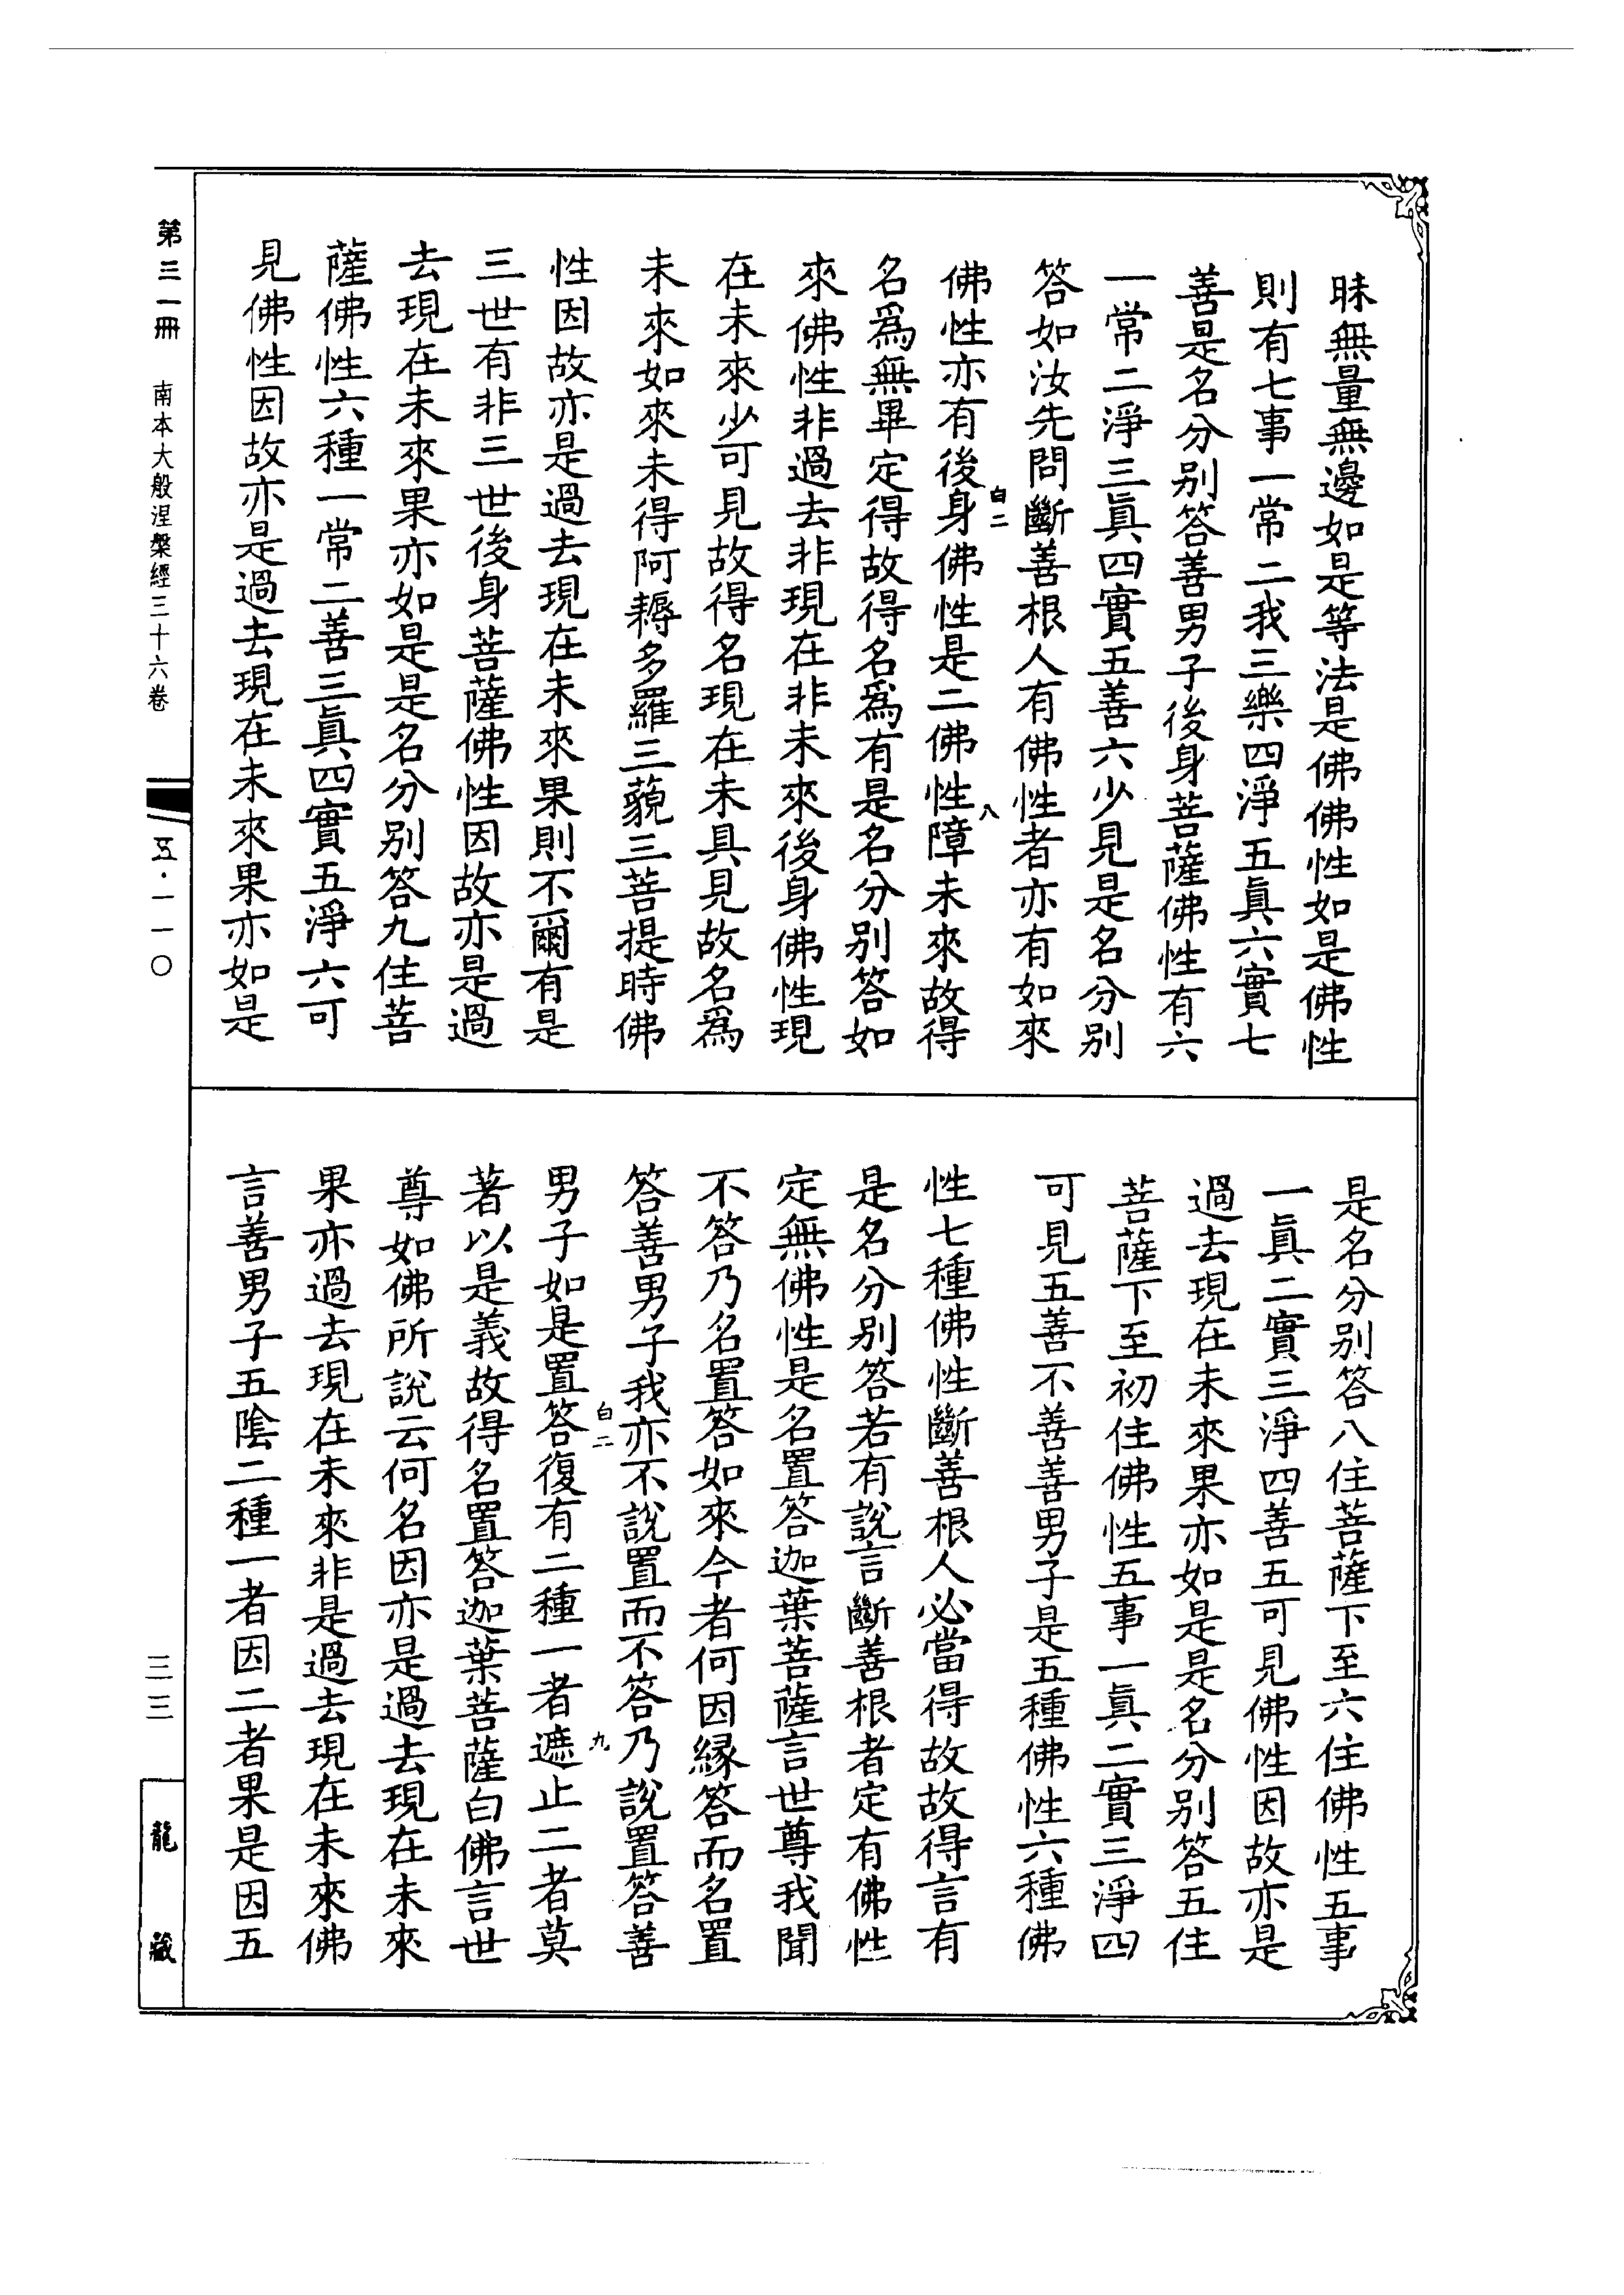 昧無量無邊如是等法是佛佛性如是佛性
則有七事一常二我三樂四淨五眞六實七
善是名分别答善男子後身菩薩佛性有六
一常二淨三眞四實五善六少見是名分别
答如汝先問斷善根人有佛性者亦有如來
白二
八
佛性亦有後身佛性是二佛性障未來故得
名爲無畢定得故得名爲有是名分别答如
來佛性非過去非現在非未來後身佛性現
在未來少可見故得名現在未具見故名爲
未來如來未得阿耨多羅三藐三菩提時佛
性因故亦是過去現在未來果則不爾有是
三世有非三世後身菩薩佛性因故亦是過
去現在未來果亦如是是名分别答九住菩
薩佛性六種一常二善三眞四實五淨六可
見佛性因故亦是過去現在未來果亦如是
是名分别答八住菩薩下至六住佛性五事
一眞二實三淨四善五可見佛性因故亦是
過去現在未來果亦如是是名分别答五住
菩薩下至初住佛性五事一眞二實三淨四
可見五善不善善男子是五種佛性六種佛
性七種佛性斷善根人必當得故故得言有
是名分别答若有説言斷善根者定有佛性
定無佛性是名置答迦葉菩薩言世尊我聞
不答乃名置答如來今者何因緣答而名置
答善男子我亦不説置而不答乃説置答善
白二
九
男子如是置答復有二種一者遮止二者莫
著以是義故得名置答迦葉菩薩白佛言世
尊如佛所説云何名因亦是過去現在未來
果亦過去現在未來非是過去現在未來佛
言善男子五陰二種一者因二者果是因五
第三一冊 南本大般涅槃經三十六卷
五·一一〇
三三
龍藏